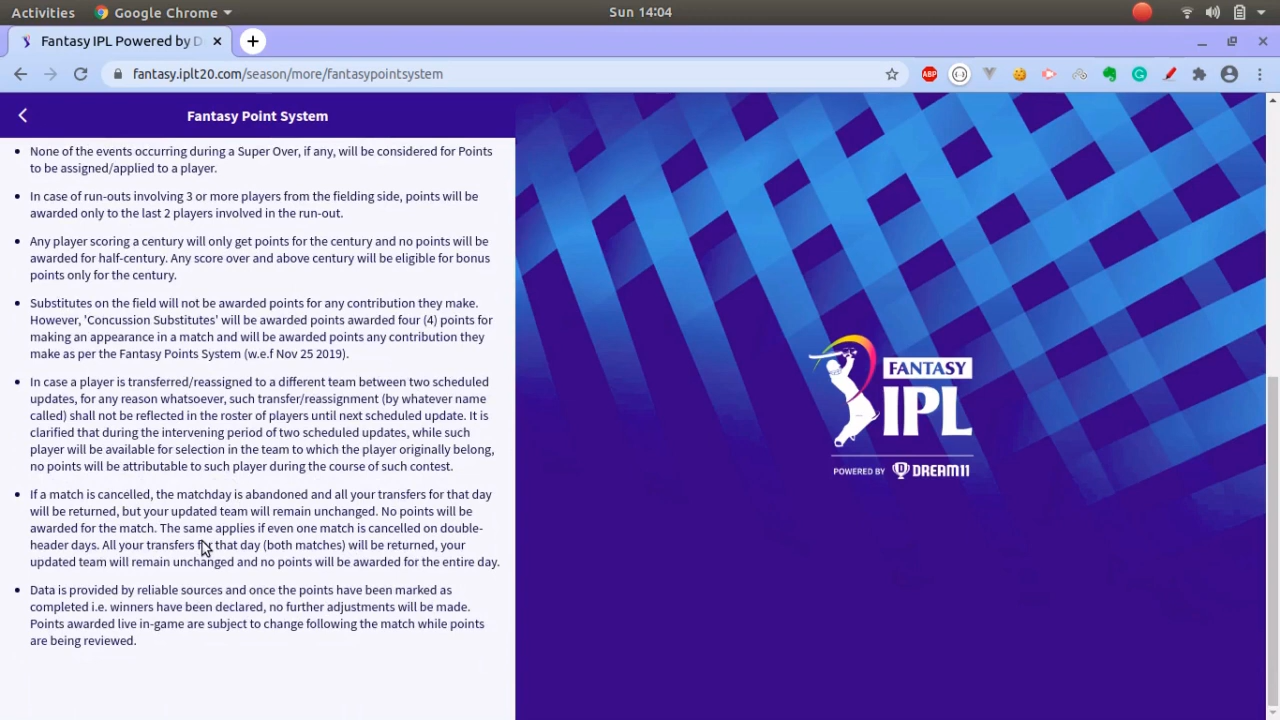 Activities
Google Chrome
Sun 14:04
Fantasy IPL Powered by D
fantasy.iplt20.com/season/more/fantasypointsystem
ABP
Fantasy Point System
None of the events occurring during a Super Over, if any, will be considered for Points
to be assigned/applied to a player.
In case of run-outs involving 3 or more players from the fielding side, points will be
awarded only to the last 2 players involved in the run-out.
Any player scoring a century will only get points for the century and no points will be
awarded for half-century. Any score over and above century will be eligible for bonus
points only for the century.
Substitutes on the field will not be awarded points for any contribution they make.
However, 'Concussion Substitutes' will be awarded points awarded four (4) points for
making an appearance in a match and will be awarded points any contribution they
make as per the Fantasy Points System (w.e.f Nov 25 2019).
In case a player is transferred/reassigned to a different team between two scheduled
updates, for any reason whatsoever, such transfer/reassignment (by whatever name
called) shall not be reflected in the roster of players until next scheduled update. It is
clarified that during the intervening period of two scheduled updates, while such
player will be available for selection in the team to which the player originally belong,
no points will be attributable to such player during the course of such contest.
If a match is cancelled, the matchday is abandoned and all your transfers for that day
will be returned, but your updated team will remain unchanged. No points will be
awarded for the match. The same applies if even one match is cancelled on double-
header days. All your transfers for that day (both matches) will be returned, your
updated team will remain unchanged and no points will be awarded for the entire day.
Data is provided by reliable sources and once the points have been marked as
completed i.e. winners have been declared, no further adjustments will be made.
Points awarded live in-game are subject to change following the match while points
are being reviewed.
FANTASY
IPL
POWERED BY DREAM11